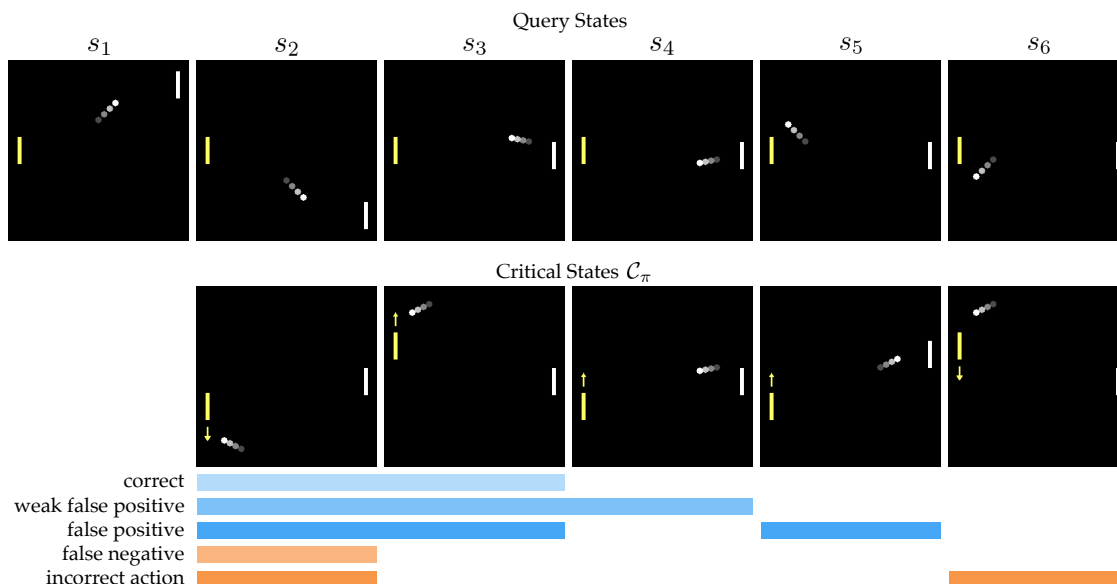 Query States
s₁ s₂ s₃ s₄ s₅ s₆
Critical States 𝒞π
correct
weak false positive
false positive
false negative
incorrect action